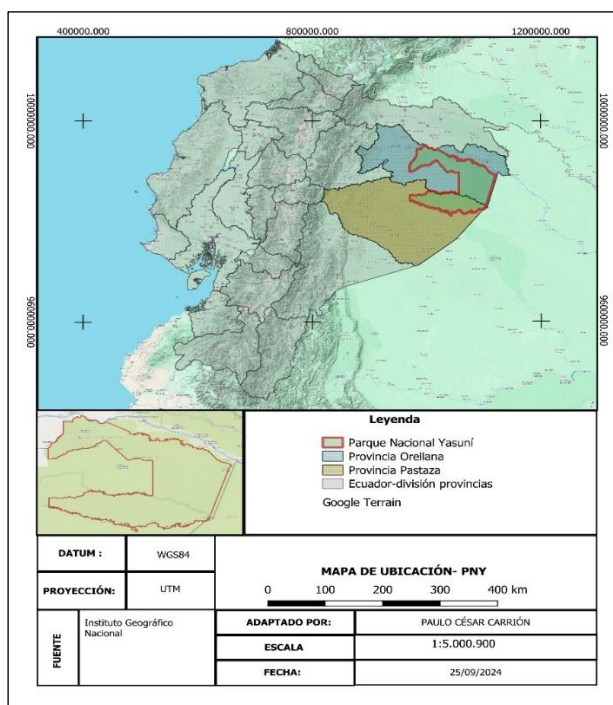 400000.000 800000.000 1200000.000
10000000.000 10000000.000
9600000.000 9600000.000
Leyenda
Parque Nacional Yasuní
Provincia Orellana
Provincia Pastaza
Ecuador-división provincias
Google Terrain
DATUM : WGS84
PROYECCIÓN: UTM
MAPA DE UBICACIÓN- PNY
0 100 200 300 400 km
FUENTE
Instituto Geográfico
Nacional
ADAPTADO POR: PAULO CÉSAR CARRIÓN
ESCALA 1:5.000.900
FECHA: 25/09/2024